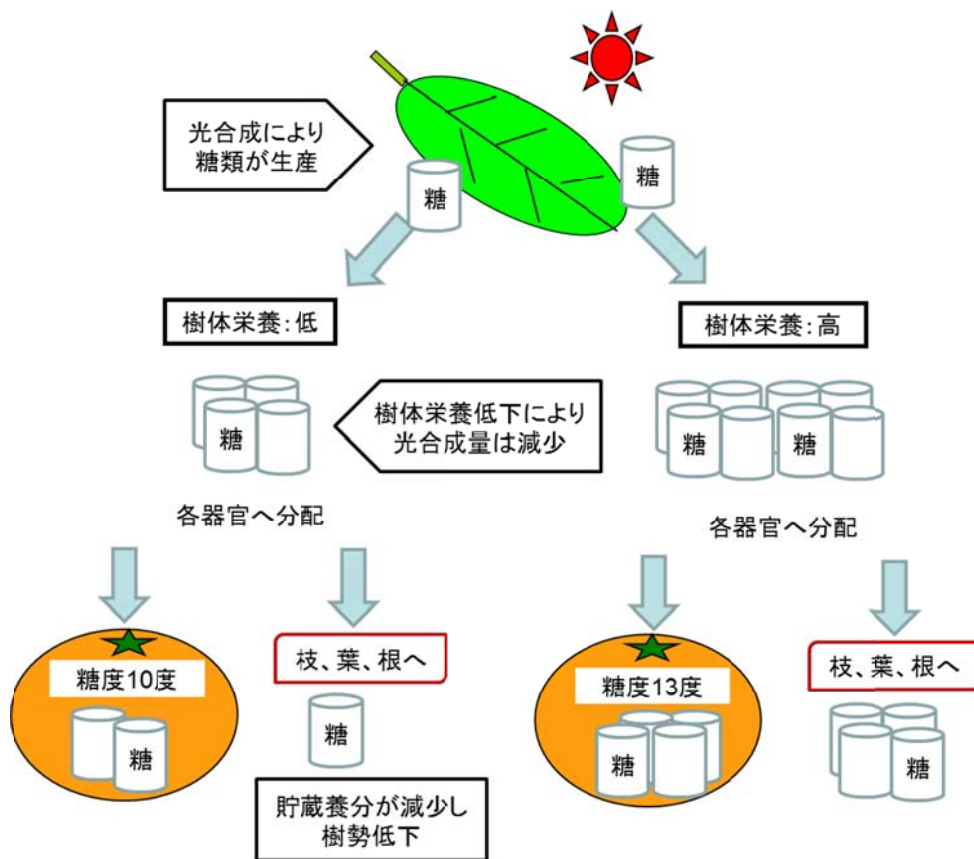 光合成により
糖類が生産
糖
糖
樹体栄養:低
樹体栄養:高
糖
樹体栄養低下により
光合成量は減少
糖
糖
各器官へ分配
各器官へ分配
糖度10度
糖
枝、葉、根へ
糖
貯蔵養分が減少し
樹勢低下
糖度13度
糖
枝、葉、根へ
糖